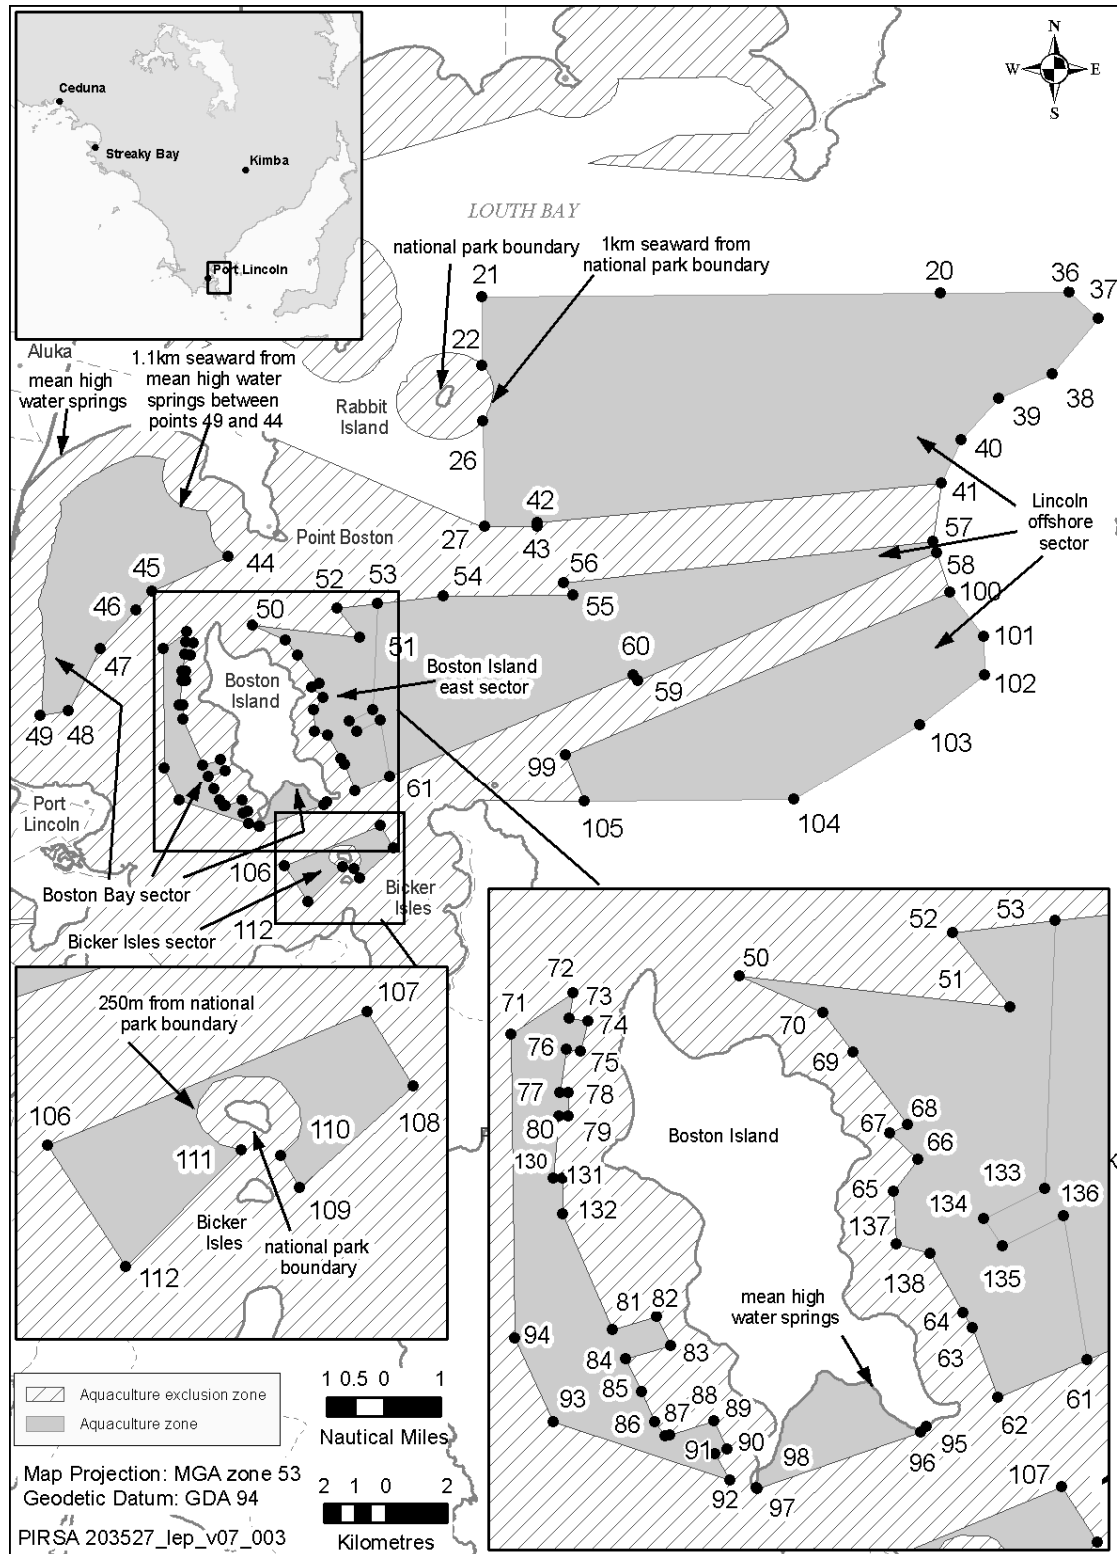 Ceduna
Streaky Bay
Kimba
Port Lincoln
N
W
E
S
LOUTH BAY
national park boundary
1km seaward from
national park boundary
21
20
36
37
22
38
39
40
26
41
27
42
43
Rabbit
Island
Aluka
mean high
water springs
1.1km seaward from
mean high water
springs between
points 49 and 44
Point Boston
Lincoln
offshore
sector
44
45
46
47
48
49
50
51
52
53
54
55
56
57
58
100
101
102
103
104
105
99
59
60
61
Boston
Island
Boston Island
east sector
Port
Lincoln
Boston Bay sector
Bicker Isles sector
106
112
Bicker
Isles
250m from national
park boundary
107
106
108
110
111
109
Bicker
Isles
national park
boundary
112
52
53
50
51
72
71
73
74
76
75
77
78
80
79
130
131
132
70
69
67
68
66
65
133
134
136
135
137
138
Boston Island
mean high
water springs
81
82
83
84
85
86
87
88
89
90
91
92
93
94
64
63
62
61
95
96
97
98
107
Aquaculture exclusion zone
Aquaculture zone
1 0.5 0 1
Nautical Miles
2 1 0 2
Kilometres
Map Projection: MGA zone 53
Geodetic Datum: GDA 94
PIRSA 203527_lep_v07_003